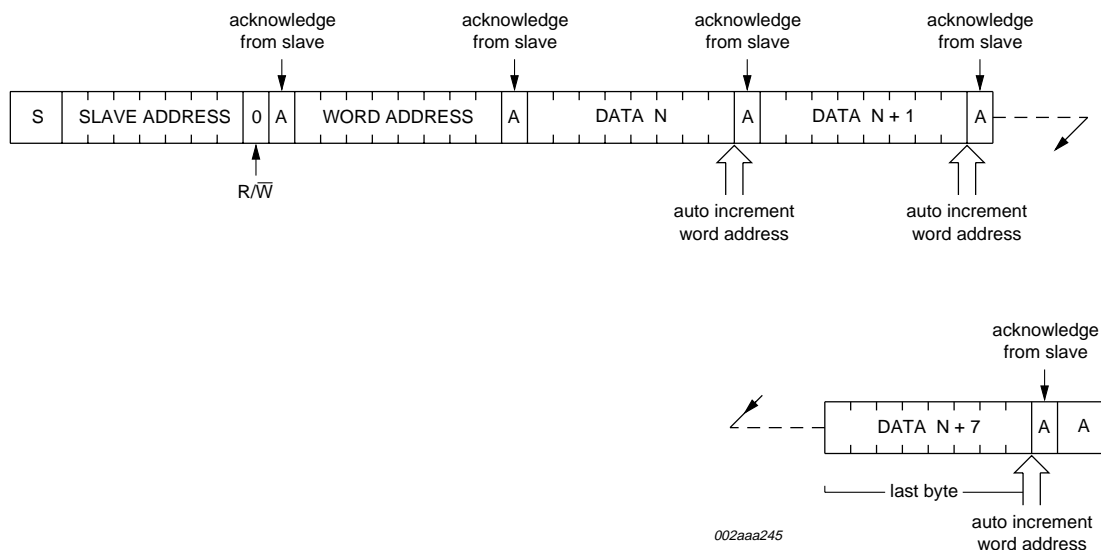 acknowledge
from slave
acknowledge
from slave
acknowledge
from slave
acknowledge
from slave
S SLAVE ADDRESS 0 A WORD ADDRESS A DATA N A DATA N + 1 A
R/W̅
auto increment
word address
auto increment
word address
acknowledge
from slave
DATA N + 7 A A
last byte
auto increment
word address
002aaa245